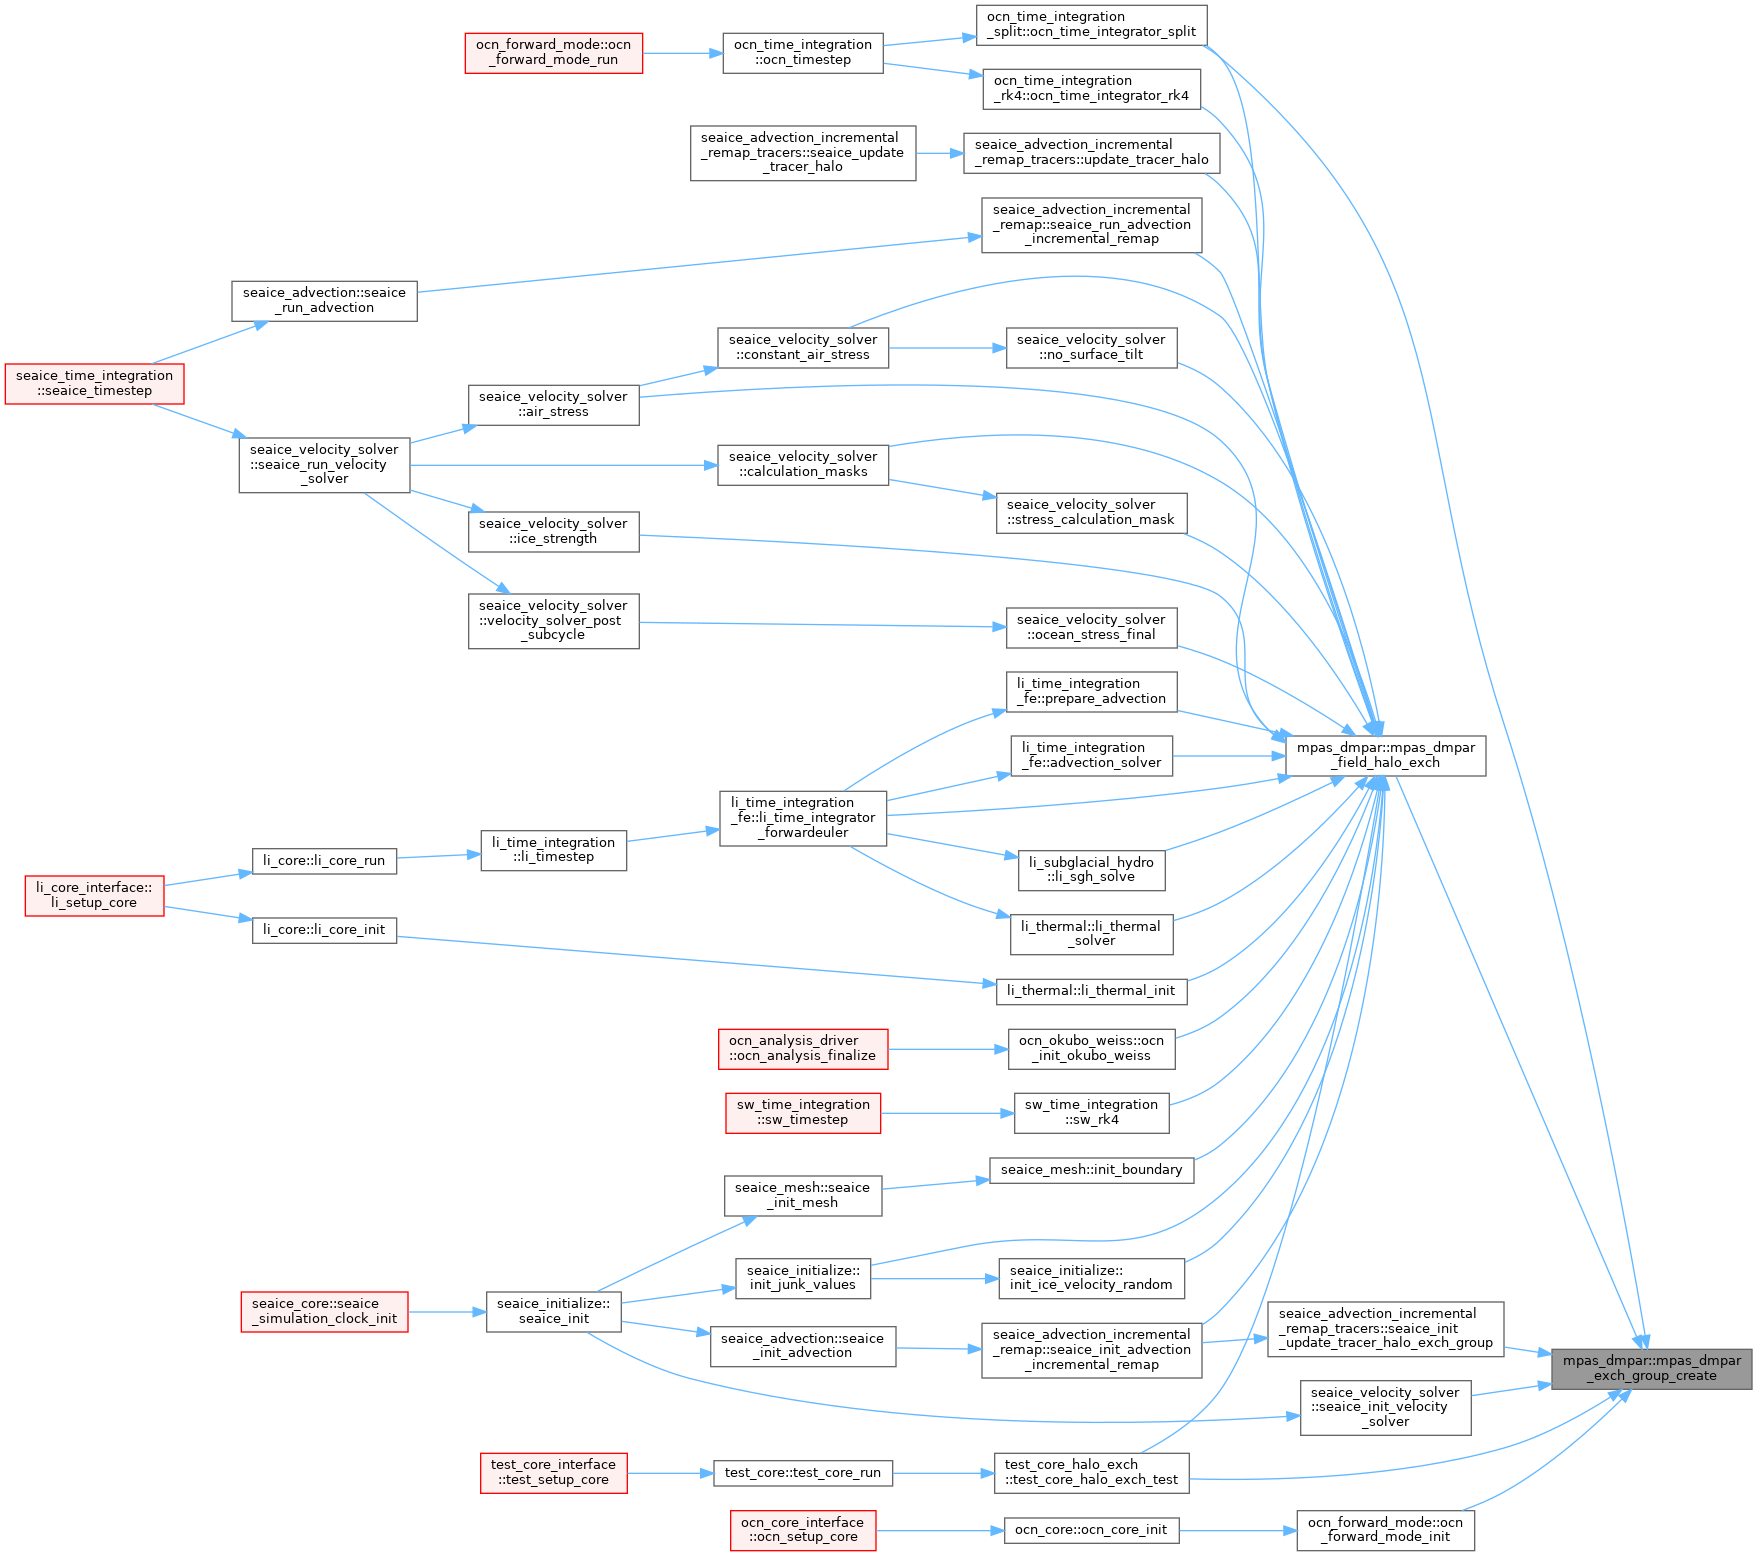 ocn_time_integration
_split::ocn_time_integrator_split
ocn_forward_mode::ocn
_forward_mode_run
ocn_time_integration
::ocn_timestep
ocn_time_integration
_rk4::ocn_time_integrator_rk4
seaice_advection_incremental
_remap_tracers::seaice_update
_tracer_halo
seaice_advection_incremental
_remap_tracers::update_tracer_halo
seaice_advection_incremental
_remap::seaice_run_advection
_incremental_remap
seaice_advection::seaice
_run_advection
seaice_velocity_solver
::constant_air_stress
seaice_velocity_solver
::no_surface_tilt
seaice_time_integration
::seaice_timestep
seaice_velocity_solver
::air_stress
seaice_velocity_solver
::seaice_run_velocity
_solver
seaice_velocity_solver
::calculation_masks
seaice_velocity_solver
::stress_calculation_mask
seaice_velocity_solver
::ice_strength
seaice_velocity_solver
::velocity_solver_post
_subcycle
seaice_velocity_solver
::ocean_stress_final
li_time_integration
_fe::prepare_advection
li_time_integration
_fe::advection_solver
mpas_dmpar::mpas_dmpar
_field_halo_exch
li_time_integration
_fe::li_time_integrator
_forwardeuler
li_time_integration
::li_timestep
li_core::li_core_run
li_subglacial_hydro
::li_sgh_solve
li_core_interface::
li_setup_core
li_core::li_core_init
li_thermal::li_thermal
_solver
li_thermal::li_thermal_init
ocn_analysis_driver
::ocn_analysis_finalize
ocn_okubo_weiss::ocn
_init_okubo_weiss
sw_time_integration
::sw_timestep
sw_time_integration
::sw_rk4
seaice_mesh::init_boundary
seaice_mesh::seaice
_init_mesh
seaice_initialize::
init_junk_values
seaice_initialize::
init_ice_velocity_random
seaice_core::seaice
_simulation_clock_init
seaice_initialize::
seaice_init
seaice_advection::seaice
_init_advection
seaice_advection_incremental
_remap::seaice_init_advection
_incremental_remap
seaice_advection_incremental
_remap_tracers::seaice_init
_update_tracer_halo_exch_group
mpas_dmpar::mpas_dmpar
_exch_group_create
seaice_velocity_solver
::seaice_init_velocity
_solver
test_core_interface
::test_setup_core
test_core::test_core_run
test_core_halo_exch
::test_core_halo_exch_test
ocn_core_interface
::ocn_setup_core
ocn_core::ocn_core_init
ocn_forward_mode::ocn
_forward_mode_init